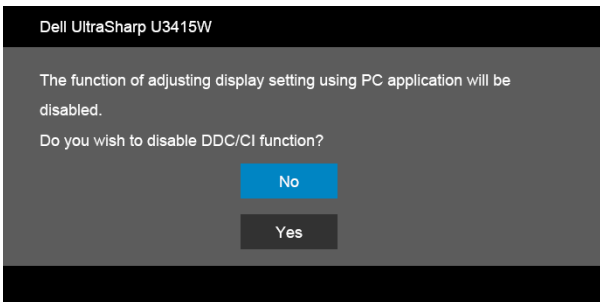 Dell UltraSharp U3415W
The function of adjusting display setting using PC application will be
disabled.
Do you wish to disable DDC/CI function?
No
Yes